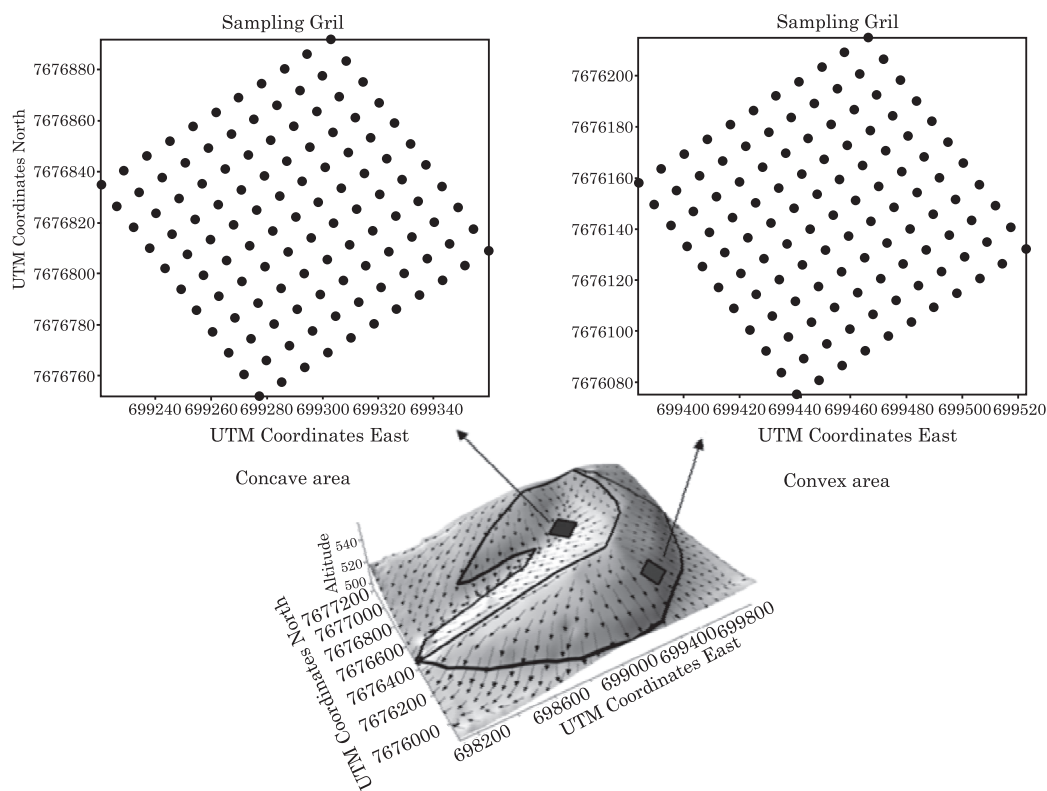 Sampling Gril
UTM Coordinates North
7676880
7676860
7676840
7676820
7676800
7676780
7676760
699240 699260 699280 699300 699320 699340
UTM Coordinates East
Concave area
Sampling Gril
7676200
7676180
7676160
7676140
7676120
7676100
7676080
699400 699420 699440 699460 699480 699500 699520
UTM Coordinates East
Convex area
Altitude
540
520
500
UTM Coordinates North
7677200
7677000
7676800
7676600
7676400
7676200
7676000
698200 698600 699000 699400 699800
UTM Coordinates East